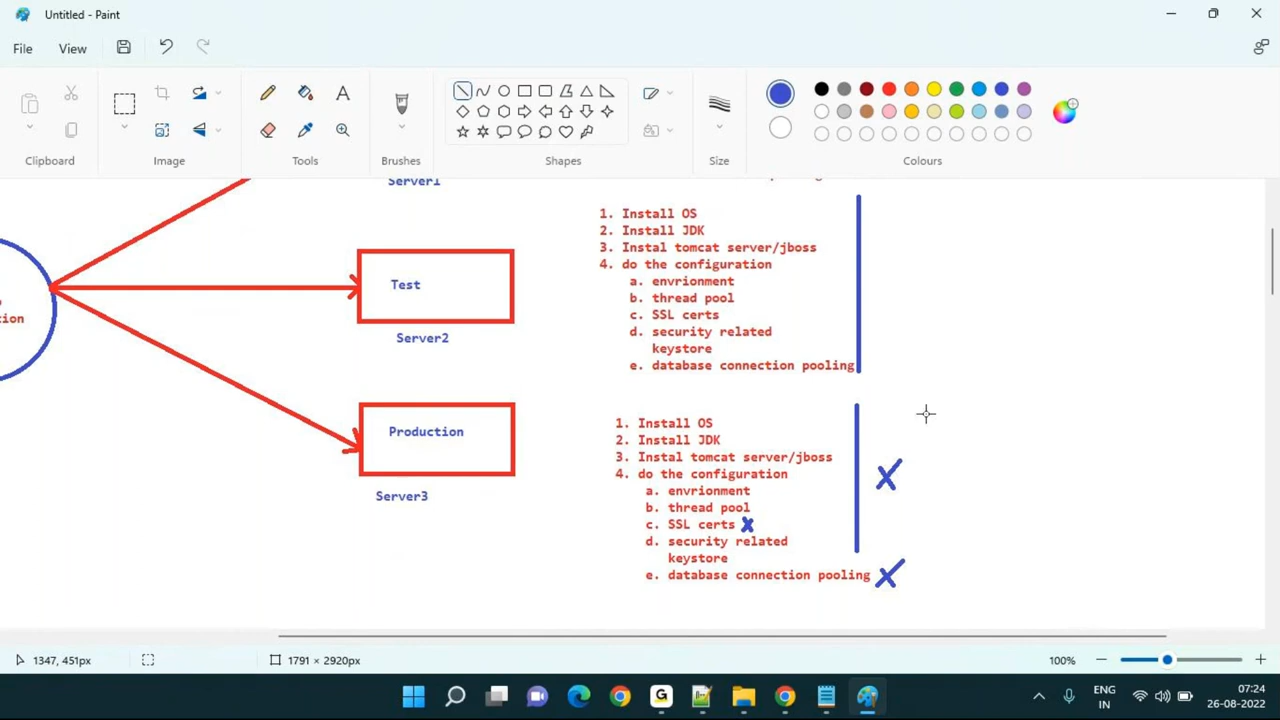 Untitled - Paint
File
View
Clipboard
Image
Tools
Brushes
Shapes
Size
Colours
Server1
1. Install OS
2. Install JDK
3. Instal tomcat server/jboss
4. do the configuration
a. envrionment
b. thread pool
c. SSL certs
d. security related
keystore
e. database connection pooling
Test
Server2
tion
Production
Server3
1. Install OS
2. Install JDK
3. Instal tomcat server/jboss
4. do the configuration
a. envrionment
b. thread pool
c. SSL certs x
d. security related
keystore
e. database connection pooling
1347, 451px
1791 × 2920px
100%
ENG
IN
07:24
26-08-2022